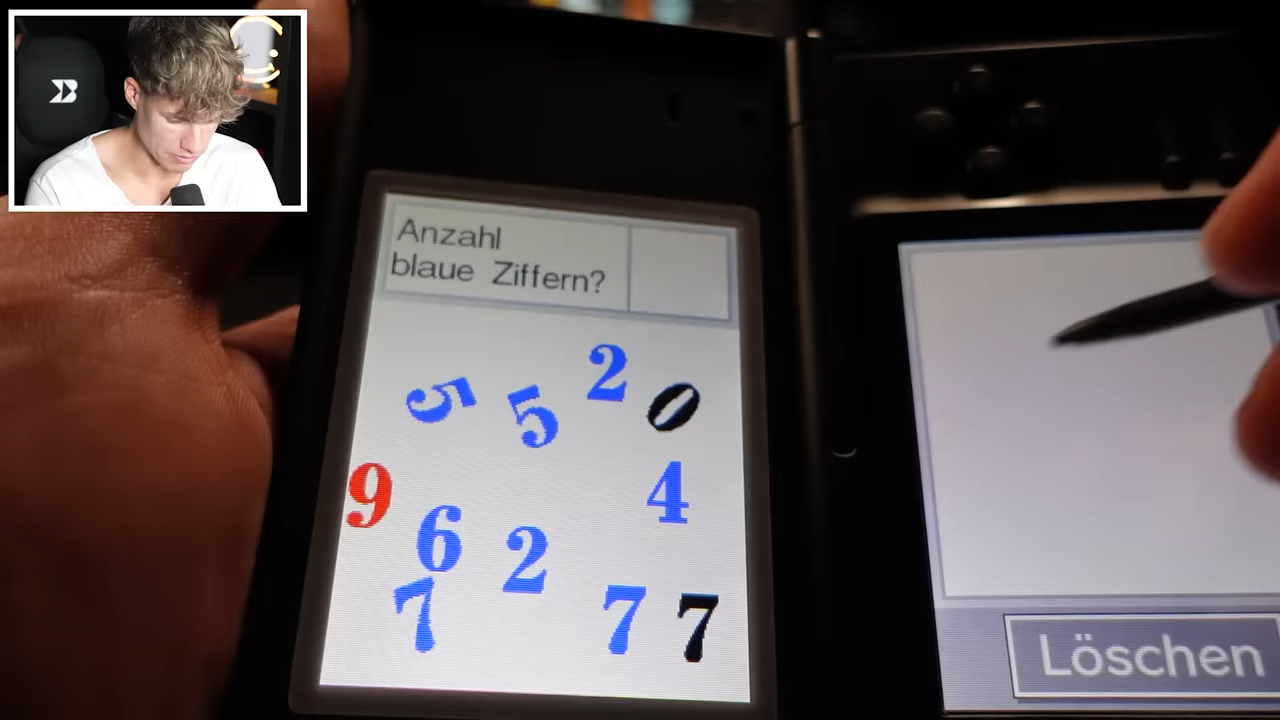 Anzahl
blaue Ziffern?
5 5 2 0
9 4
6 2
7 7 7
Löschen